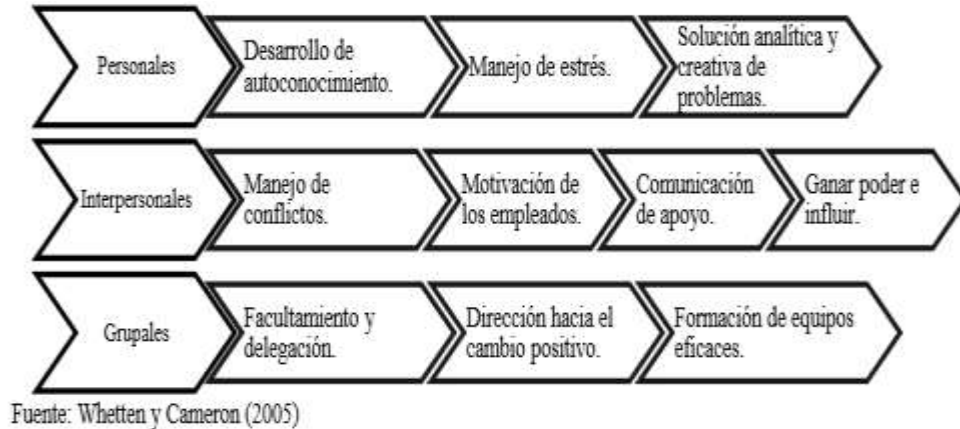 Personales
Desarrollo de
autoconocimiento.
Manejo de estrés.
Solución analítica y
creativa de
problemas.
Interpersonales
Manejo de
conflictos.
Motivación de
los empleados.
Comunicación
de apoyo.
Ganar poder e
influir.
Grupales
Facultamiento y
delegación.
Dirección hacia el
cambio positivo.
Formación de equipos
eficaces.
Fuente: Whetten y Cameron (2005)